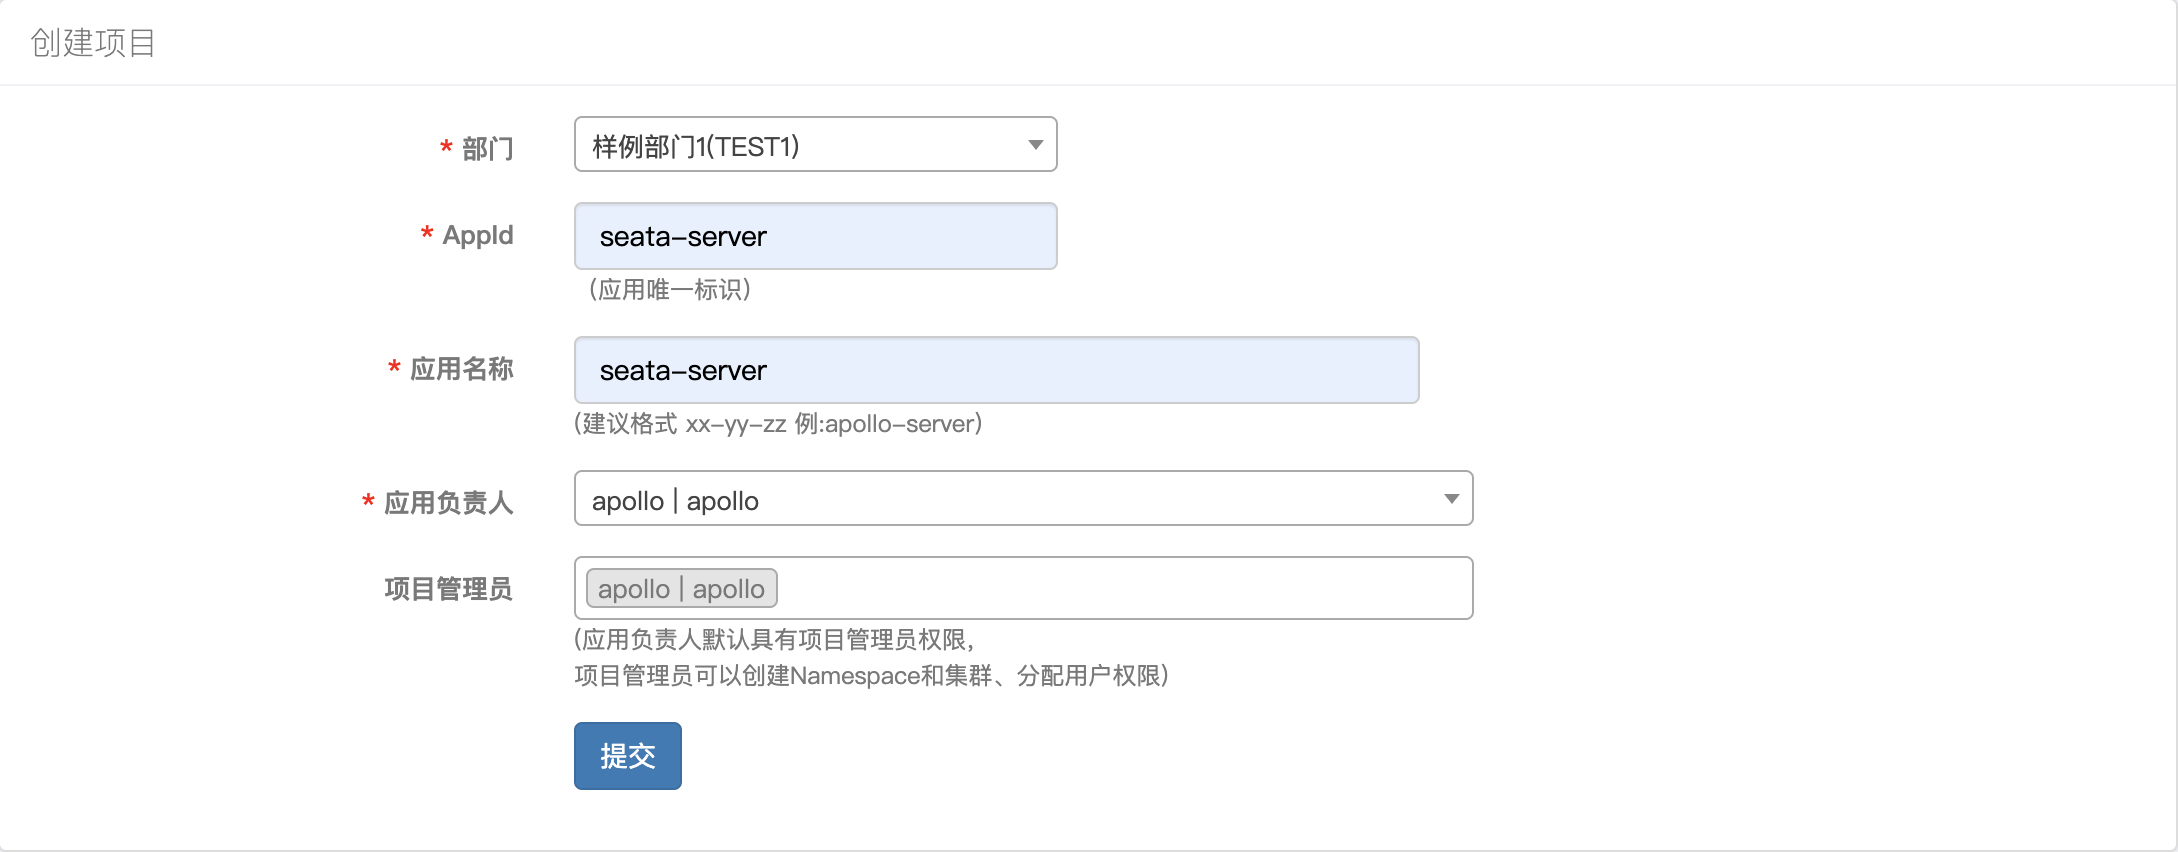 创建项目
* 部门
样例部门1(TEST1)
* AppId
seata-server
(应用唯一标识)
* 应用名称
seata-server
(建议格式 xx-yy-zz 例:apollo-server)
* 应用负责人
apollo | apollo
项目管理员
apollo | apollo
(应用负责人默认具有项目管理员权限,
项目管理员可以创建Namespace和集群、分配用户权限)
提交